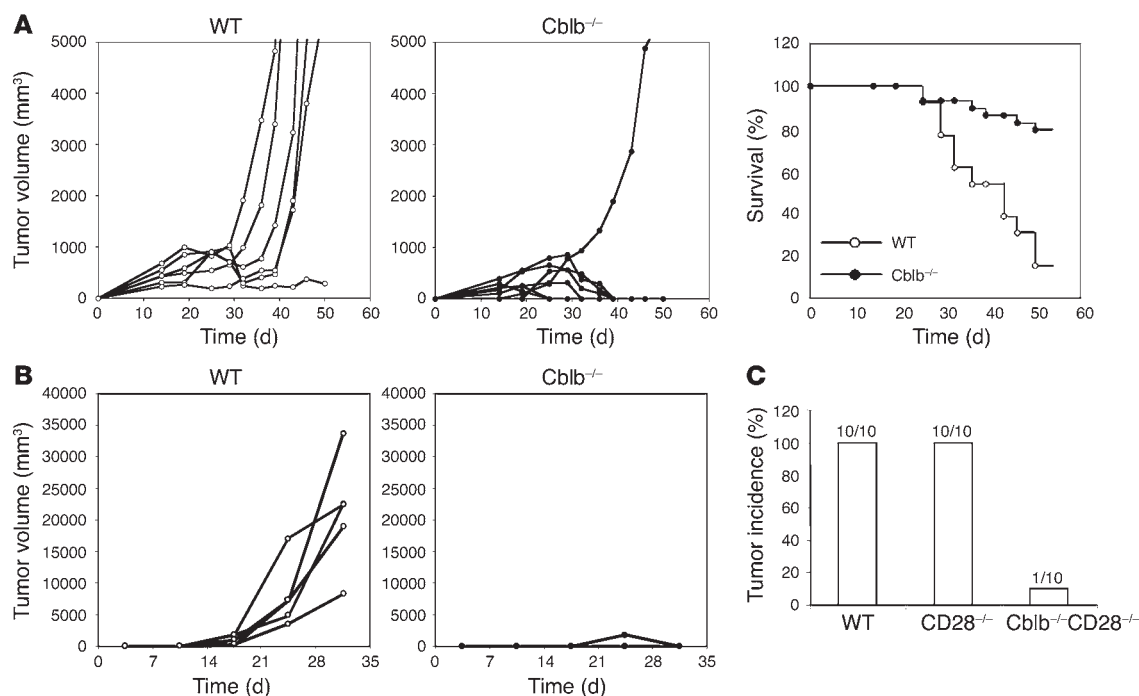 A
WT
Tumor volume (mm³)
5000
4000
3000
2000
1000
0
0 10 20 30 40 50 60
Time (d)
Cblb⁻/⁻
5000
4000
3000
2000
1000
0
0 10 20 30 40 50 60
Time (d)
Survival (%)
120
100
80
60
40
20
0
WT
Cblb⁻/⁻
0 10 20 30 40 50 60
Time (d)
B
WT
Tumor volume (mm³)
40000
35000
30000
25000
20000
15000
10000
5000
0
0 7 14 21 31 35
Time (d)
Cblb⁻/⁻
40000
35000
30000
25000
20000
15000
10000
5000
0
0 7 13 21 28 35
Time (d)
C
Tumor incidence (%)
120
100
80
60
40
20
0
10/10
10/10
1/10
WT CD28⁻/⁻ Cblb⁻/⁻CD28⁻/⁻